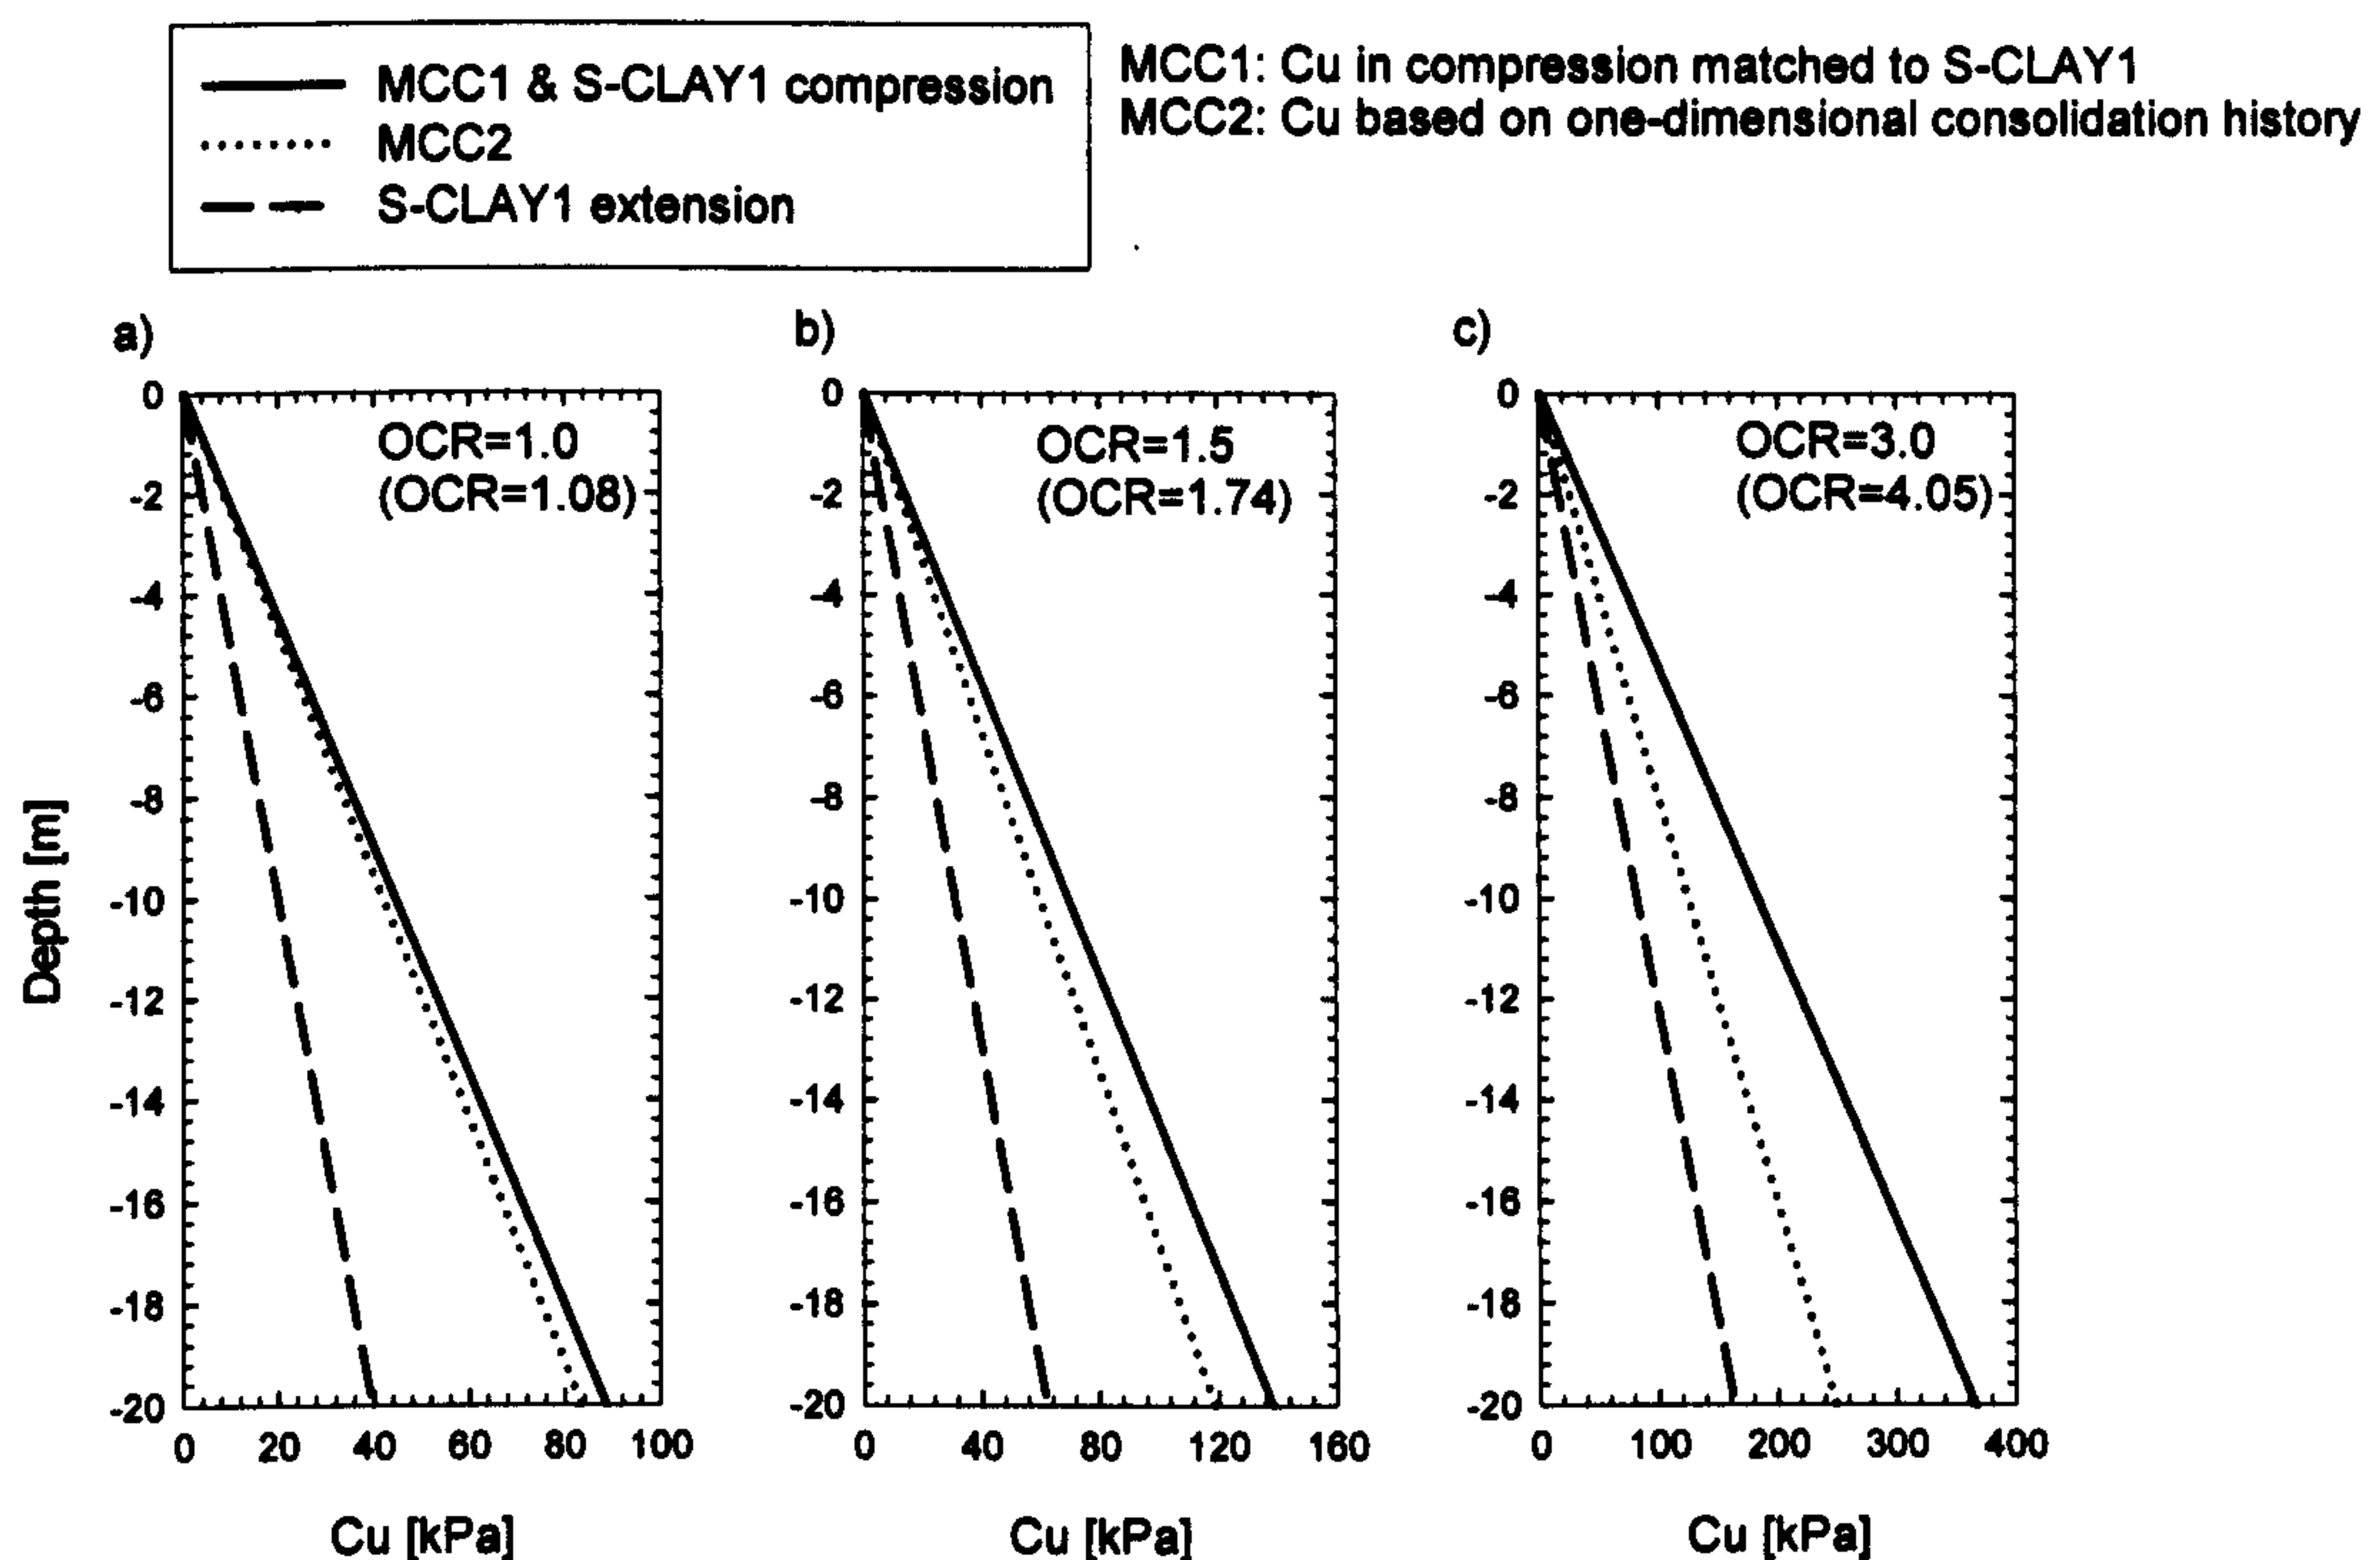 MCC1 & S-CLAY1 compression
MCC2
S-CLAY1 extension
MCC1: Cu in compression matched to S-CLAY1
MCC2: Cu based on one-dimensional consolidation history
a)
OCR=1.0
(OCR=1.08)
0
-2
-4
-6
-8
-10
-12
-14
-16
-18
-20
Depth [m]
0 20 40 60 80 100
Cu [kPa]
b)
OCR=1.5
(OCR=1.74)
0
-2
-4
-6
-8
-10
-12
-14
-16
-18
-20
0 40 80 120 160
Cu [kPa]
c)
OCR=3.0
(OCR=4.05)
0
-2
-4
-6
-8
-10
-12
-14
-16
-18
-20
0 100 200 300 400
Cu [kPa]